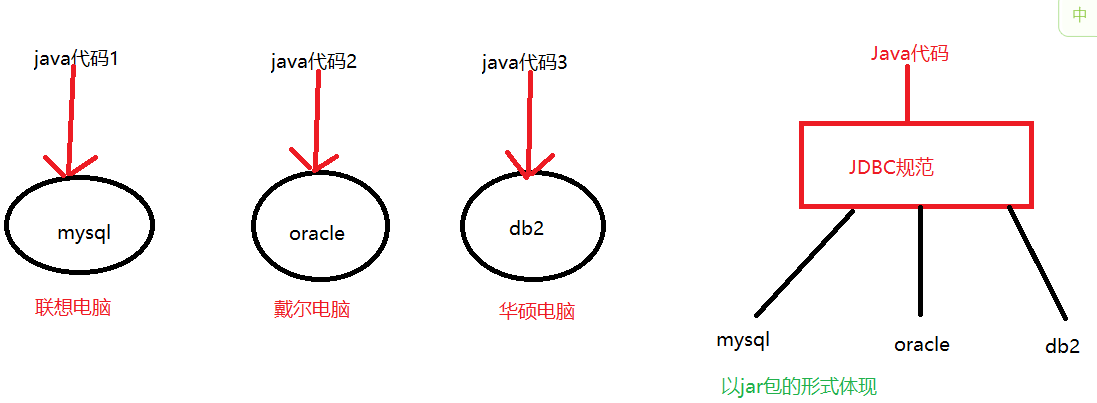 中
java代码1
java代码2
java代码3
Java代码
JDBC规范
mysql
oracle
db2
联想电脑
戴尔电脑
华硕电脑
mysql
oracle
db2
以jar包的形式体现